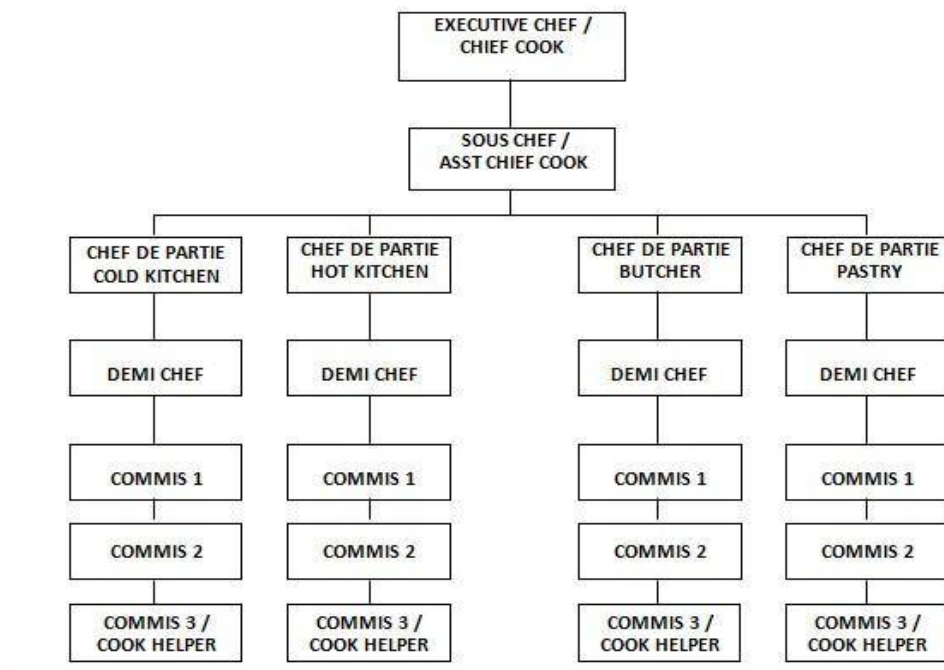 EXECUTIVE CHEF /
CHIEF COOK
SOUS CHEF /
ASST CHIEF COOK
CHEF DE PARTIE
COLD KITCHEN
CHEF DE PARTIE
HOT KITCHEN
CHEF DE PARTIE
BUTCHER
CHEF DE PARTIE
PASTRY
DEMI CHEF
DEMI CHEF
DEMI CHEF
DEMI CHEF
COMMIS 1
COMMIS 1
COMMIS 1
COMMIS 1
COMMIS 2
COMMIS 2
COMMIS 2
COMMIS 2
COMMIS 3 /
COOK HELPER
COMMIS 3 /
COOK HELPER
COMMIS 3 /
COOK HELPER
COMMIS 3 /
COOK HELPER